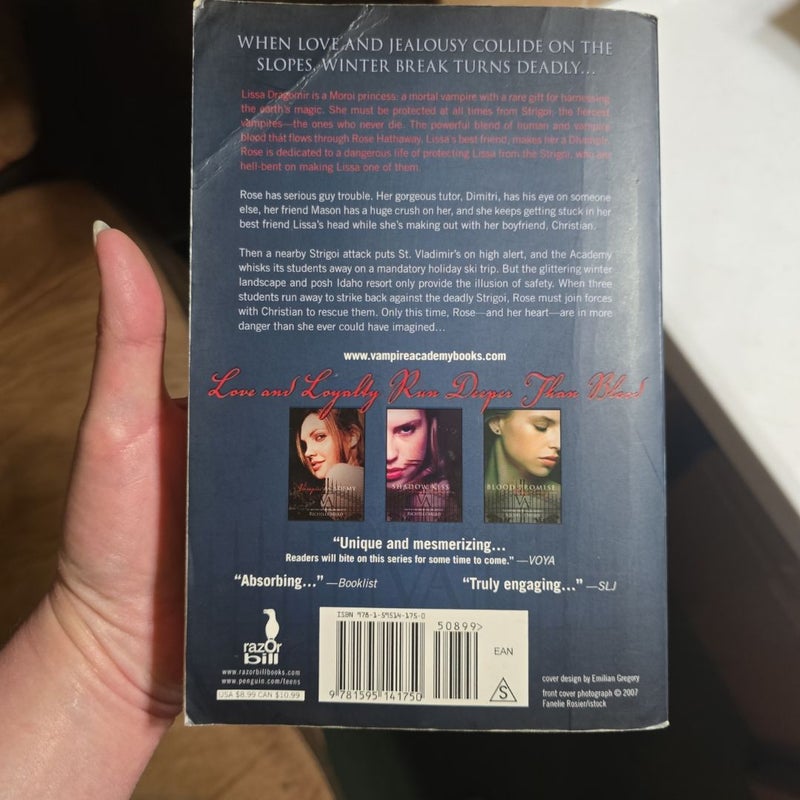 WHEN LOVE AND JEALOUSY COLLIDE ON THE
SLOPES, WINTER BREAK TURNS DEADLY...
Lissa Dragomir is a Moroi princess: a mortal vampire with a rare gift for harnessing
the earth's magic. She must be protected at all times from Strigoi, the fiercest
vampires—the ones who never die. The powerful blend of human and vampire
blood that flows through Rose Hathaway, Lissa's best friend, makes her a Dhampir.
Rose is dedicated to a dangerous life of protecting Lissa from the Strigoi, who are
hell-bent on making Lissa one of them.
Rose has serious guy trouble. Her gorgeous tutor, Dimitri, has his eye on someone
else, her friend Mason has a huge crush on her, and she keeps getting stuck in her
best friend Lissa's head while she's making out with her boyfriend, Christian.
Then a nearby Strigoi attack puts St. Vladimir's on high alert, and the Academy
whisks its students away on a mandatory holiday ski trip. But the glittering winter
landscape and posh Idaho resort only provide the illusion of safety. When three
students run away to strike back against the deadly Strigoi, Rose must join forces
with Christian to rescue them. Only this time, Rose—and her heart—are in more
danger than she ever could have imagined...
www.vampireacademybooks.com
Love and Loyalty Run Deeper Than Blood
Vampire Academy
RICHELLE MEAD
SHADOW KISS
RICHELLE MEAD
BLOOD PROMISE
"Unique and mesmerizing...
Readers will bite on this series for some time to come." —VOYA
"Absorbing..." —Booklist
"Truly engaging..." —SLJ
razOr
bill
www.razorbillbooks.com
www.penguin.com/teens
USA $8.99 CAN $10.99
ISBN 978-1-59514-175-0
50899>
EAN
9 781595 141750
S
cover design by Emilian Gregory
front cover photograph © 2007
Fanelie Rosier/istock